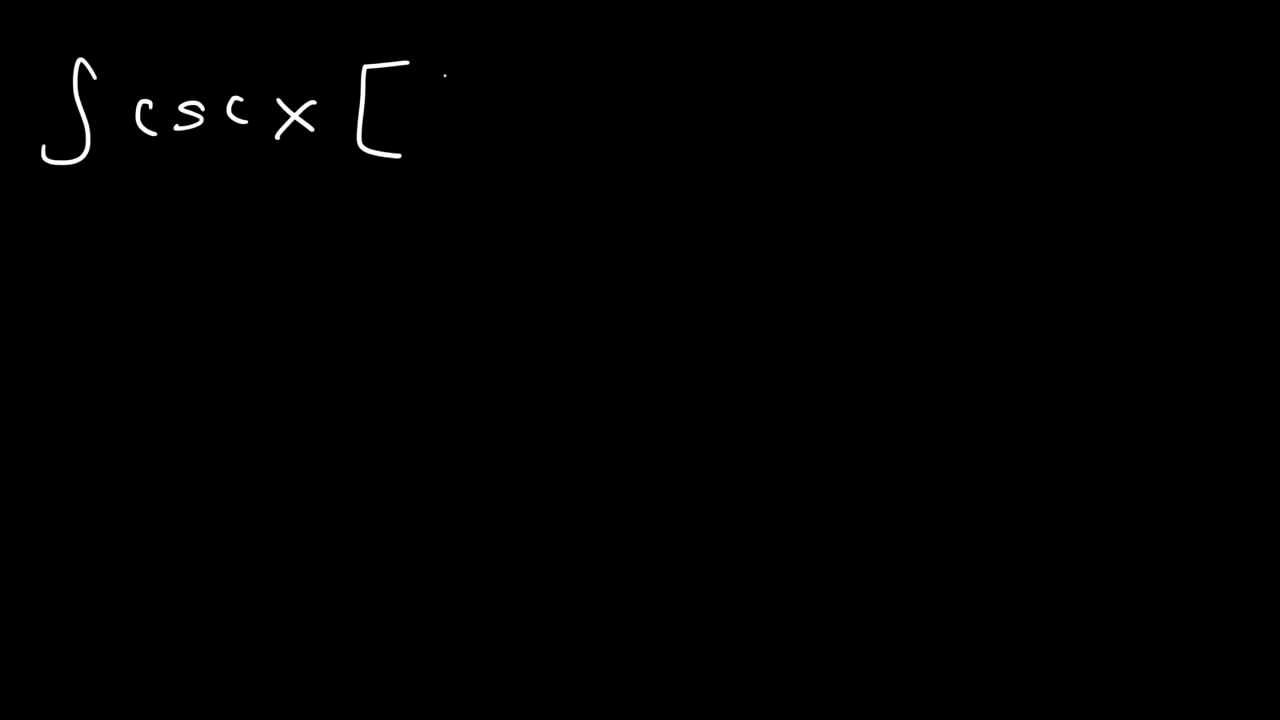 ∫ csc x [